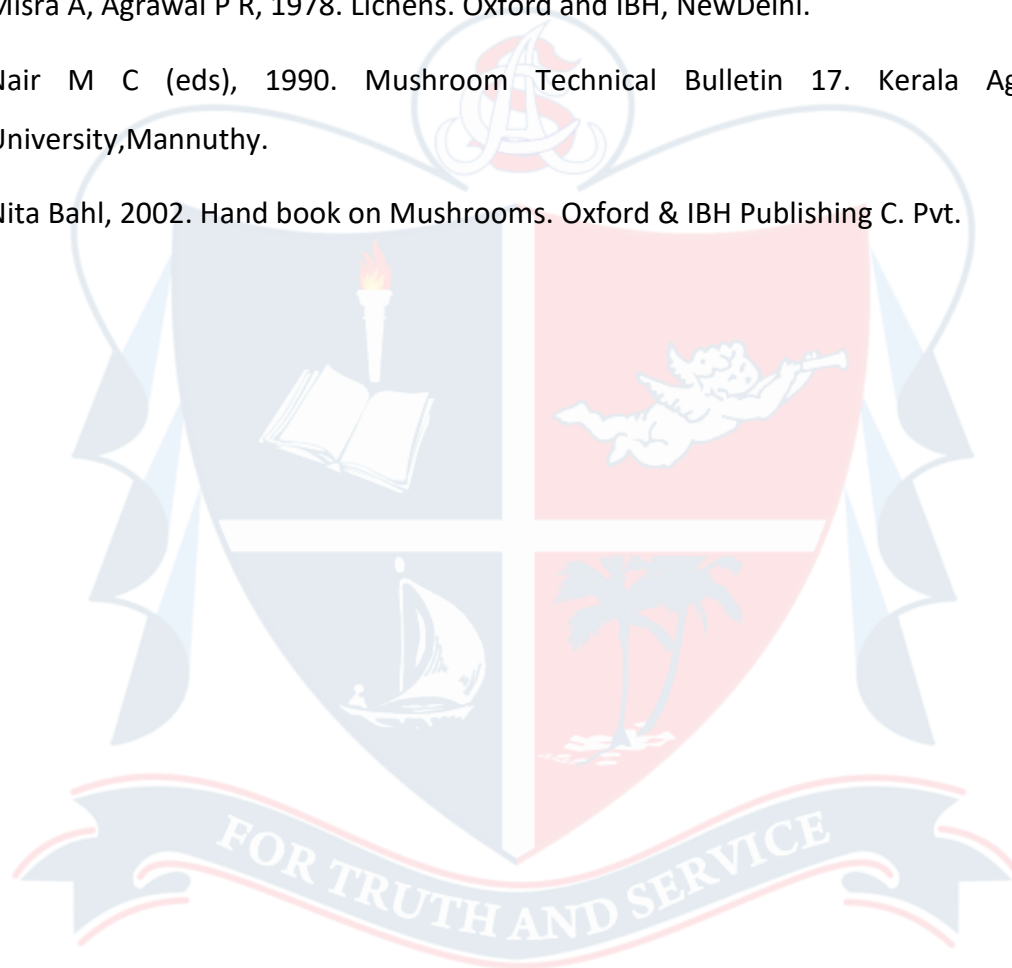 Misra A, Agrawal P R, 1978. Lichens. Oxford and IBH, NewDelhi.
Nair M C (eds), 1990. Mushroom Technical Bulletin 17. Kerala Ag
University,Mannuthy.
Nita Bahl, 2002. Hand book on Mushrooms. Oxford & IBH Publishing C. Pvt.
FOR TRUTH AND SERVICE